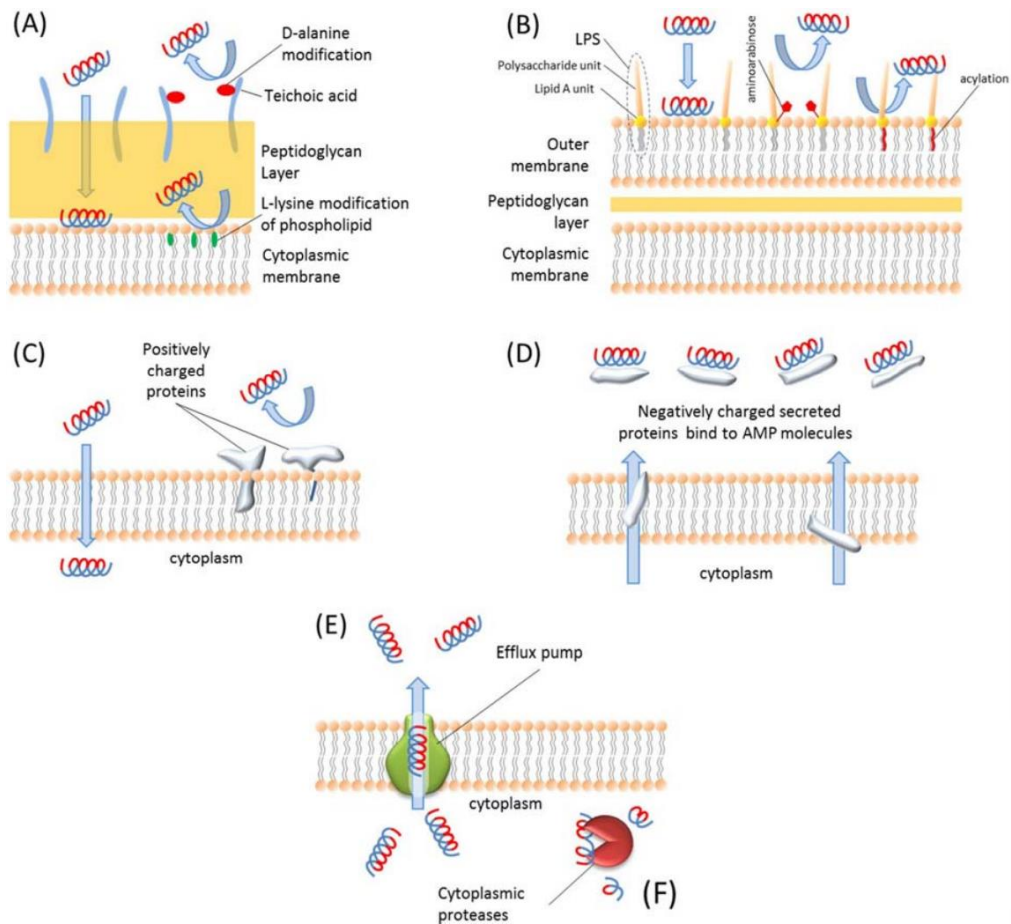 (A)
D-alanine
modification
Teichoic acid
Peptidoglycan
Layer
L-lysine modification
of phospholipid
Cytoplasmic
membrane
(B)
LPS
Polysaccharide unit
Lipid A unit
aminoarabinose
acylation
Outer
membrane
Peptidoglycan
layer
Cytoplasmic
membrane
(C)
Positively
charged
proteins
cytoplasm
(D)
Negatively charged secreted
proteins bind to AMP molecules
cytoplasm
(E)
Efflux pump
cytoplasm
Cytoplasmic
proteases
(F)